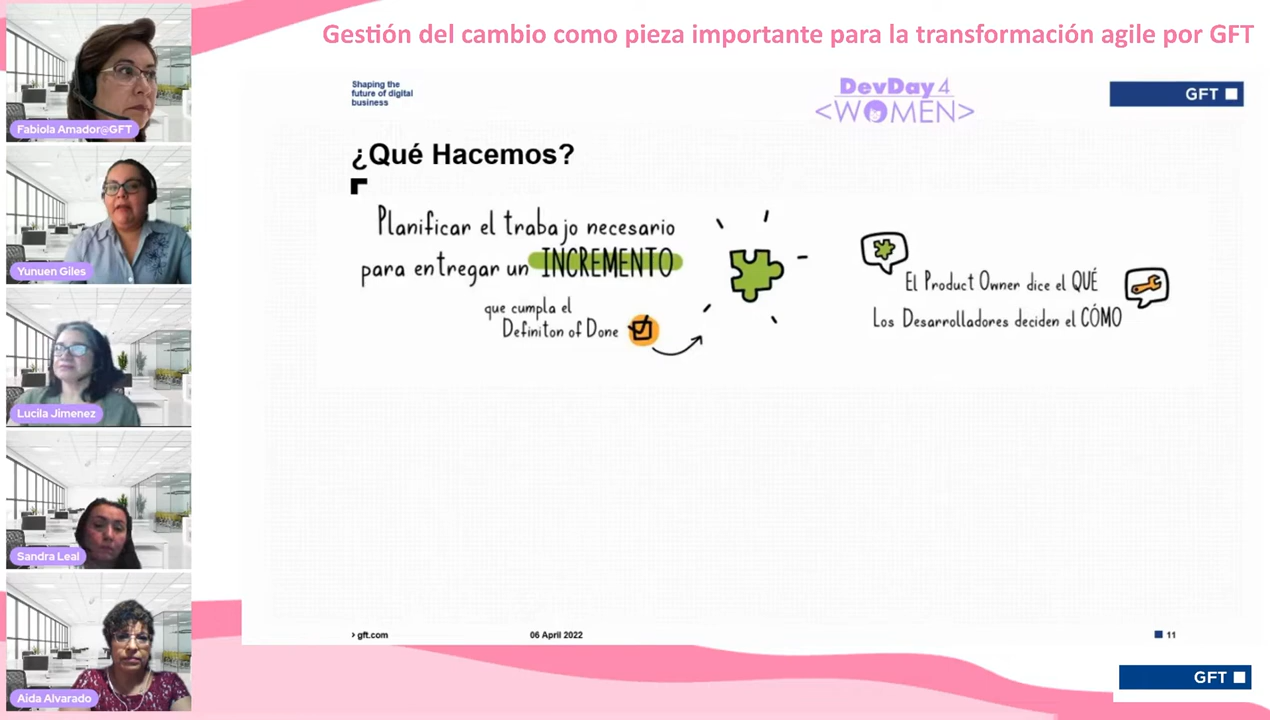 Gestión del cambio como pieza importante para la transformación agile por GFT
Shaping the
future of digital
business
DevDay4
<WOMEN>
GFT
¿Qué Hacemos?
Planificar el trabajo necesario
para entregar un INCREMENTO
que cumpla el
Definiton of Done
El Product Owner dice el QUÉ
Los Desarrolladores deciden el CÓMO
› gft.com
06 April 2022
11
GFT
Fabiola Amador@GFT
Yunuen Giles
Lucila Jimenez
Sandra Leal
Aida Alvarado